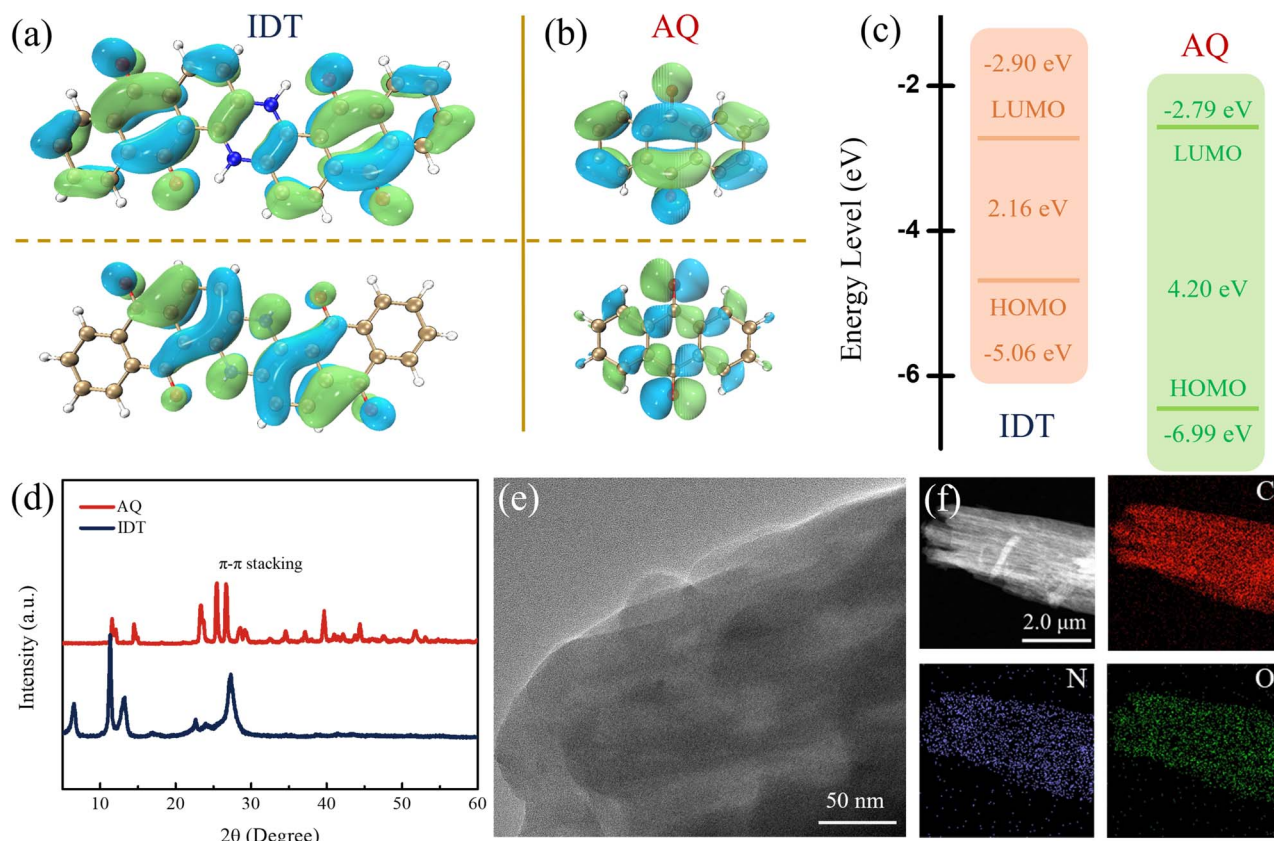 (a)
IDT
(b)
AQ
(c)
Energy Level (eV)
-2
-4
-6
-2.90 eV
LUMO
2.16 eV
HOMO
-5.06 eV
IDT
AQ
-2.79 eV
LUMO
4.20 eV
HOMO
-6.99 eV
(d)
AQ
IDT
π-π stacking
Intensity (a.u.)
10 20 30 40 50 60
2θ (Degree)
(e)
50 nm
(f)
2.0 μm
C
N
O